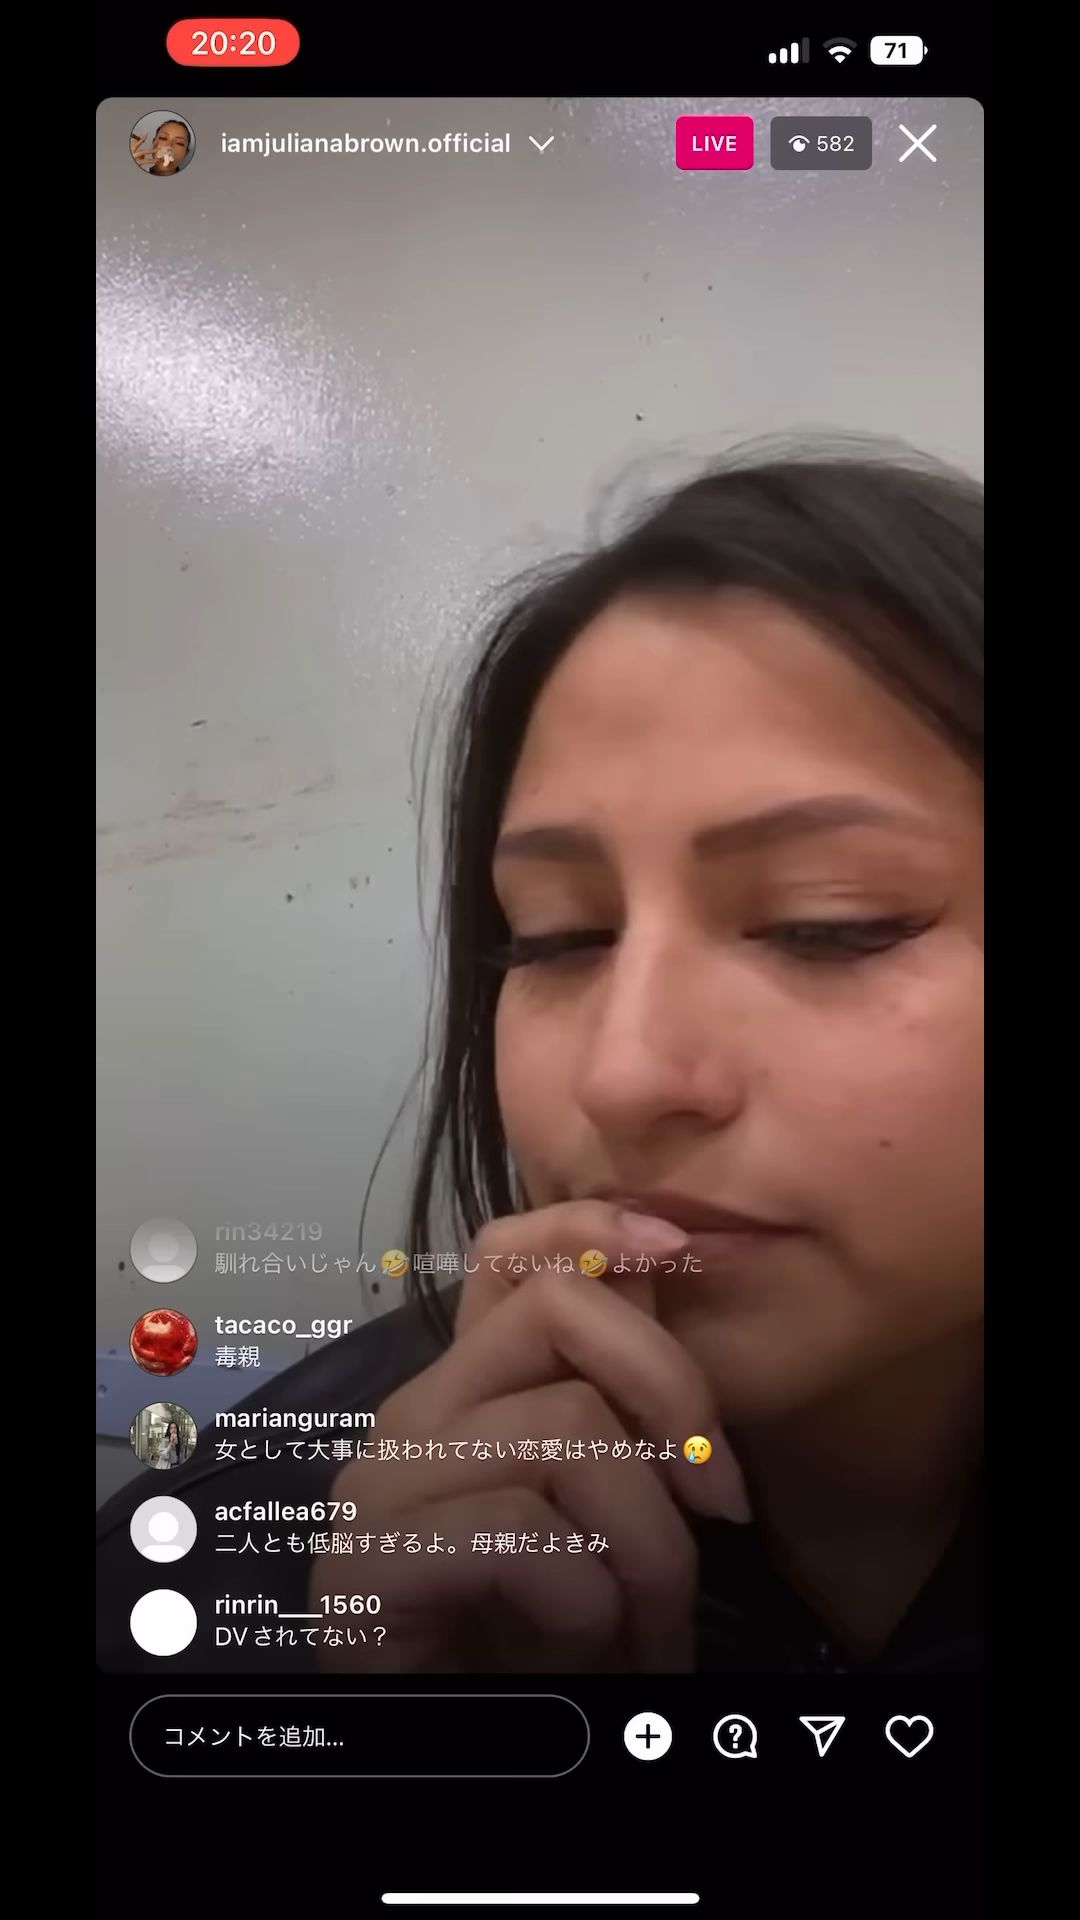 20:20
71
iamjulianabrown.official
LIVE
582
rin34219
馴れ合いじゃん🤣喧嘩してないね🤣よかった
tacaco_ggr
毒親
marianguram
女として大事に扱われてない恋愛はやめなよ😢
acfallea679
二人とも低脳すぎるよ。母親だよきみ
rinrin___1560
DVされてない？
コメントを追加...